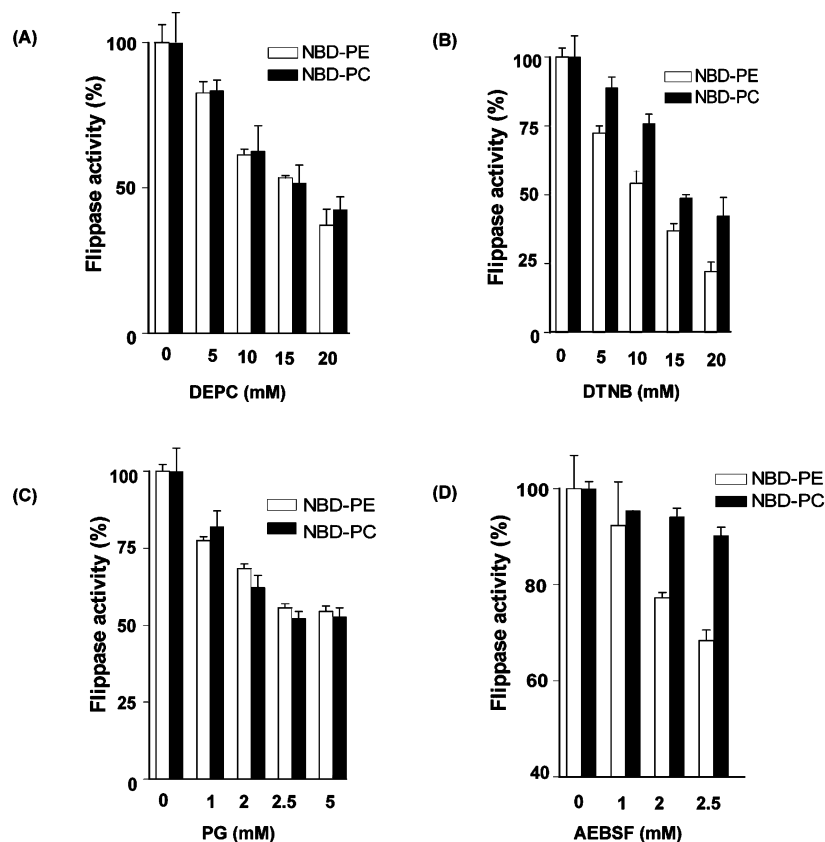 (A)
100
50
0
Flippase activity (%)
NBD-PE
NBD-PC
0 5 10 15 20
DEPC (mM)
(B)
100
75
50
25
0
Flippase activity (%)
NBD-PE
NBD-PC
0 5 10 15 20
DTNB (mM)
(C)
100
75
50
25
0
Flippase activity (%)
NBD-PE
NBD-PC
0 1 2 2.5 5
PG (mM)
(D)
100
80
60
40
Flippase activity (%)
NBD-PE
NBD-PC
0 1 2 2.5
AEBSF (mM)